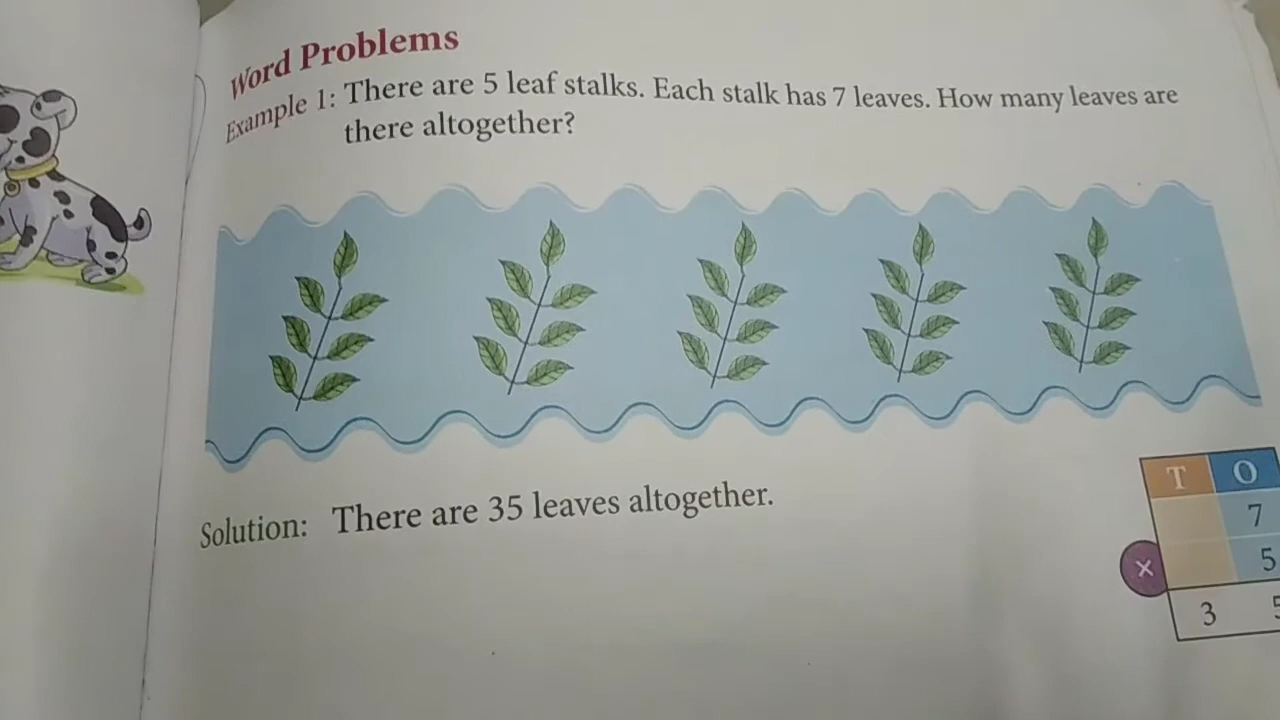 Word Problems
Example 1: There are 5 leaf stalks. Each stalk has 7 leaves. How many leaves are
there altogether?
Solution: There are 35 leaves altogether.
T O
7
5
×
3 5